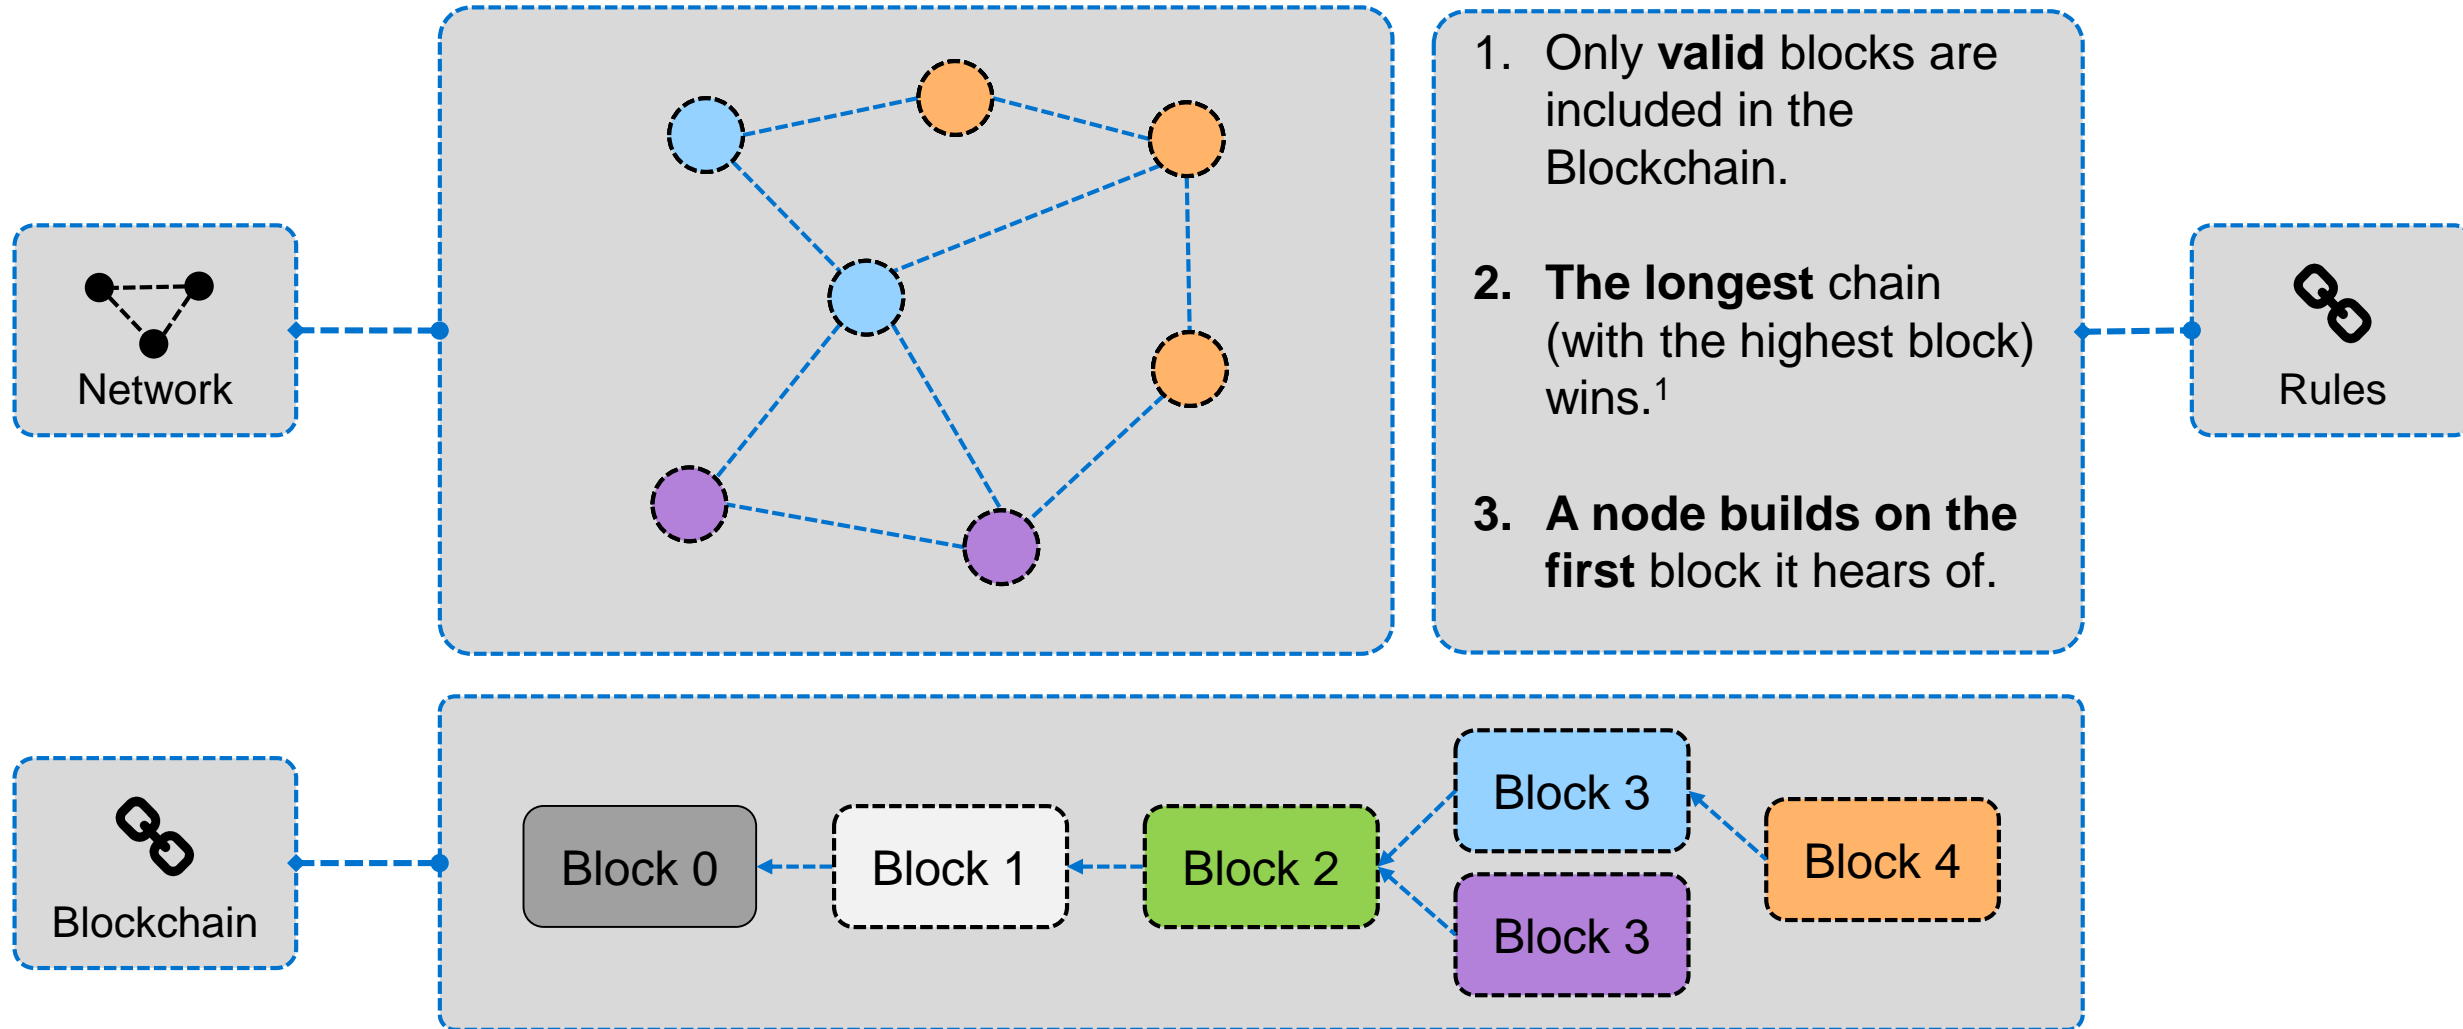 Network
1. Only valid blocks are
included in the
Blockchain.
2. The longest chain
(with the highest block)
wins.¹
3. A node builds on the
first block it hears of.
Rules
Blockchain
Block 0
Block 1
Block 2
Block 3
Block 3
Block 4